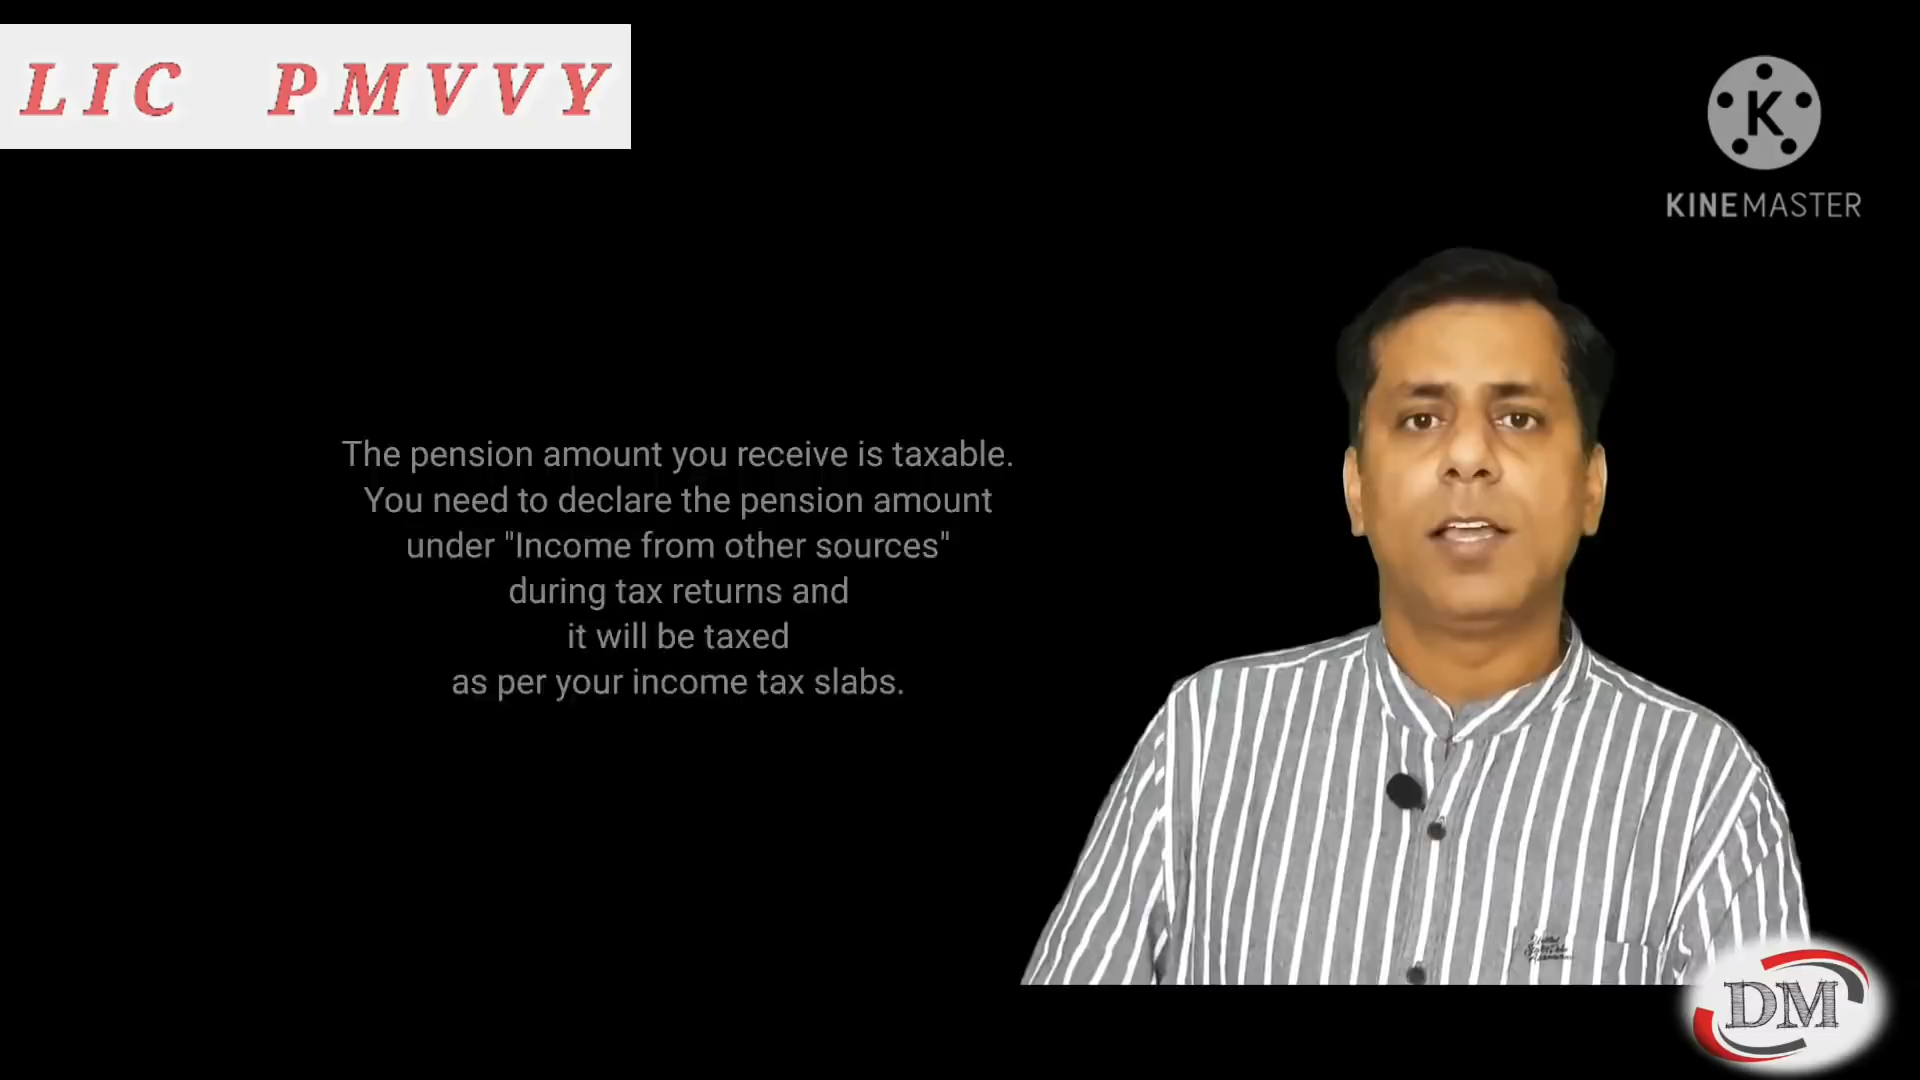 LIC PMVVY
K
KINEMASTER
The pension amount you receive is taxable.
You need to declare the pension amount
under "Income from other sources"
during tax returns and
it will be taxed
as per your income tax slabs.
DM